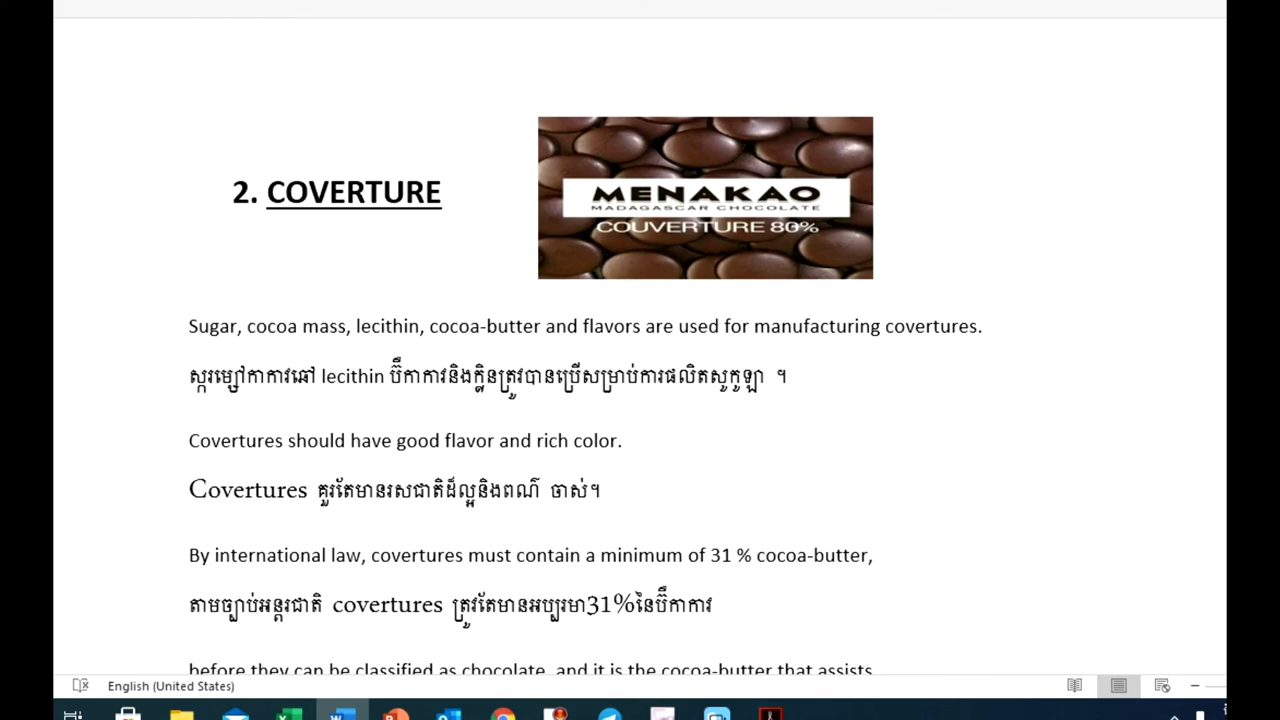 2. COVERTURE
MENAKAO
MADAGASCAR CHOCOLATE
COUVERTURE 80%
Sugar, cocoa mass, lecithin, cocoa-butter and flavors are used for manufacturing covertures.
ស្ករម្សៅកាកាវឆៅ lecithin ប៊ឺកាកាវនិងក្លិនត្រូវបានប្រើសម្រាប់ការផលិតសូកូឡា ។
Covertures should have good flavor and rich color.
Covertures គួរតែមានរសជាតិដ៏ល្អនិងពណ៌ ចាស់។
By international law, covertures must contain a minimum of 31 % cocoa-butter,
តាមច្បាប់អន្តរជាតិ covertures ត្រូវតែមានអប្បរមា31%នៃប៊ឺកាកាវ
before they can be classified as chocolate, and it is the cocoa-butter that assists
English (United States)